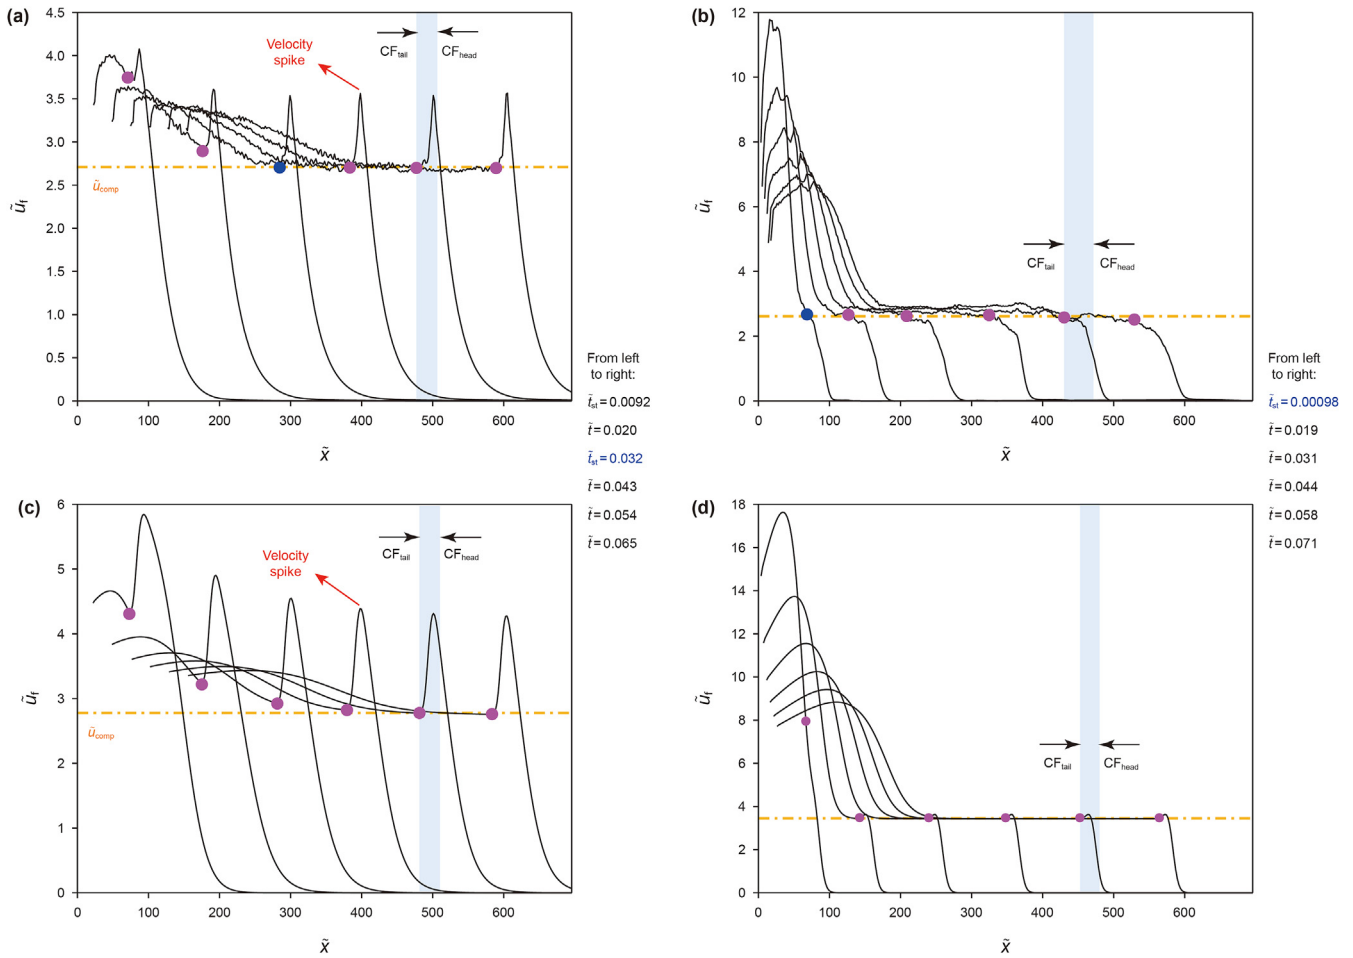 (a)
4.5
4.0
3.5
3.0
2.5
2.0
1.5
1.0
0.5
0
ũf
Velocity
spike
CFtail
CFhead
ũcomp
0 100 200 300 400 500 600
x̃
From left
to right:
t̃st = 0.0092
t̃ = 0.020
t̃st = 0.032
t̃ = 0.043
t̃ = 0.054
t̃ = 0.065
(b)
12
10
8
6
4
2
0
ũf
CFtail
CFhead
0 100 200 300 400 500 600
x̃
From left
to right:
t̃st = 0.00098
t̃ = 0.019
t̃ = 0.031
t̃ = 0.044
t̃ = 0.058
t̃ = 0.071
(c)
6
5
4
3
2
1
0
ũf
Velocity
spike
CFtail
CFhead
ũcomp
0 100 200 300 400 500 600
x̃
(d)
18
16
14
12
10
8
6
4
2
0
ũf
CFtail
CFhead
0 100 200 300 400 500 600
x̃